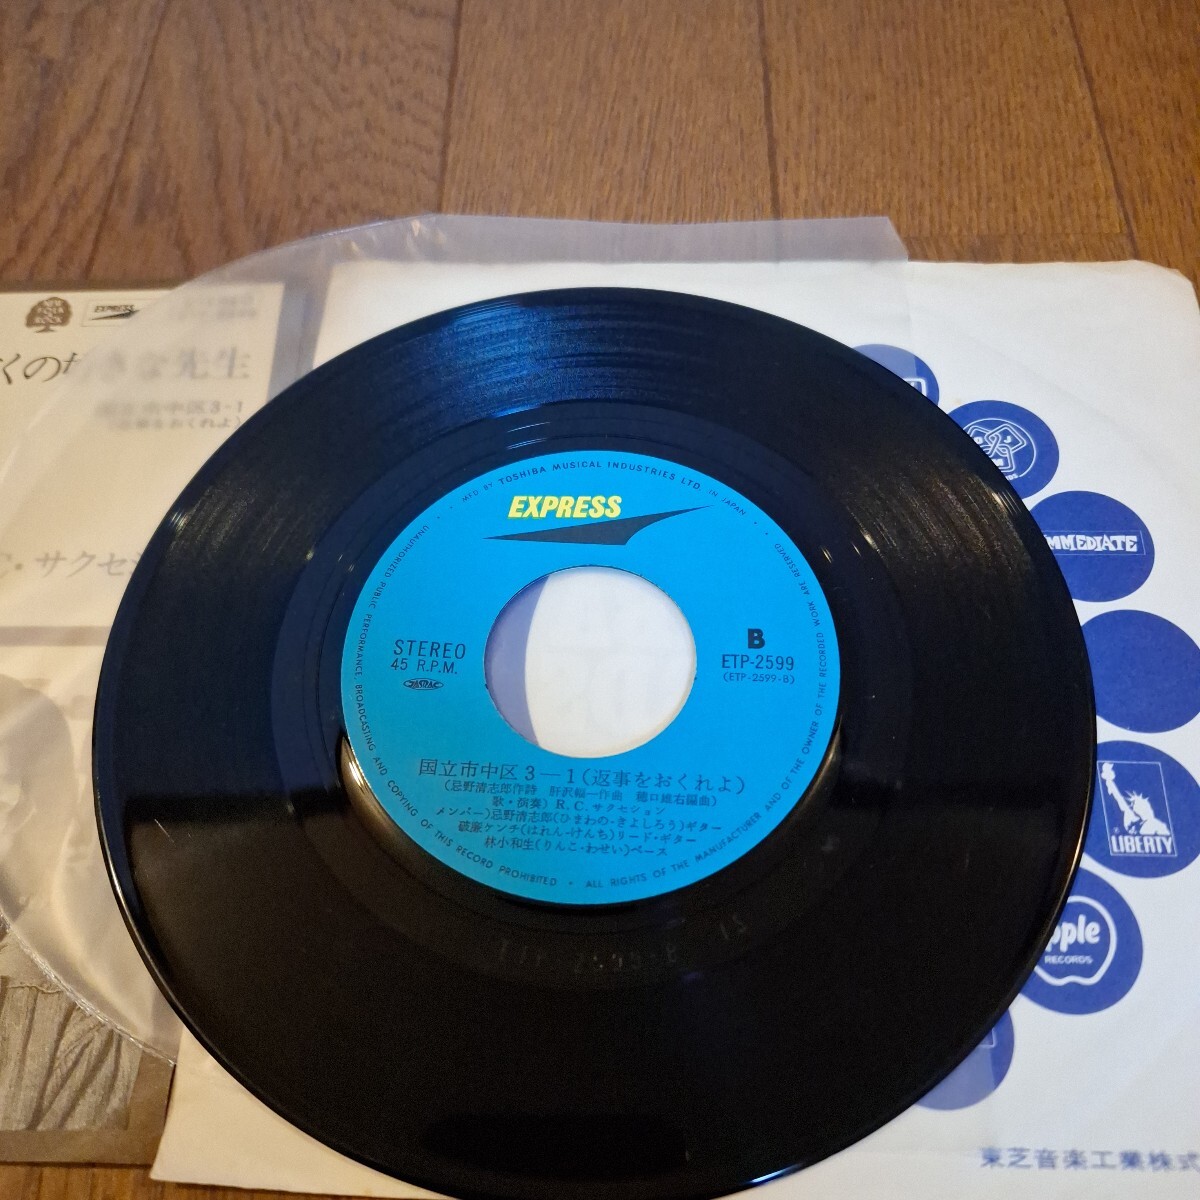 EXPRESS
くの好きな先生
国立市中区3-1
(返事をおくれよ)
C・サクセシ
MFD BY TOSHIBA MUSICAL INDUSTRIES LTD. IN JAPAN
EXPRESS
STEREO
45 R.P.M.
JASRAC
B
ETP-2599
(ETP-2599-B)
国立市中区3―1(返事をおくれよ)
(忌野清志郎作詩 肝沢幅一作曲 穂口雄右編曲)
歌・演奏) R.C. サクセション
メンバー)忌野清志郎(ひまわの・きよしろう)ギター
破廉ケンチ(はれん・けんち)リード・ギター
林小和生(りんこ・わせい)ベース
UNAUTHORIZED PUBLIC PERFORMANCE, BROADCASTING AND COPYING OF THIS RECORD PROHIBITED • ALL RIGHTS OF THE MANUFACTURER AND OF THE OWNER OF THE RECORDED WORK ARE RESERVED
IMMEDIATE
LIBERTY
pple
RECORDS
東芝音楽工業株式